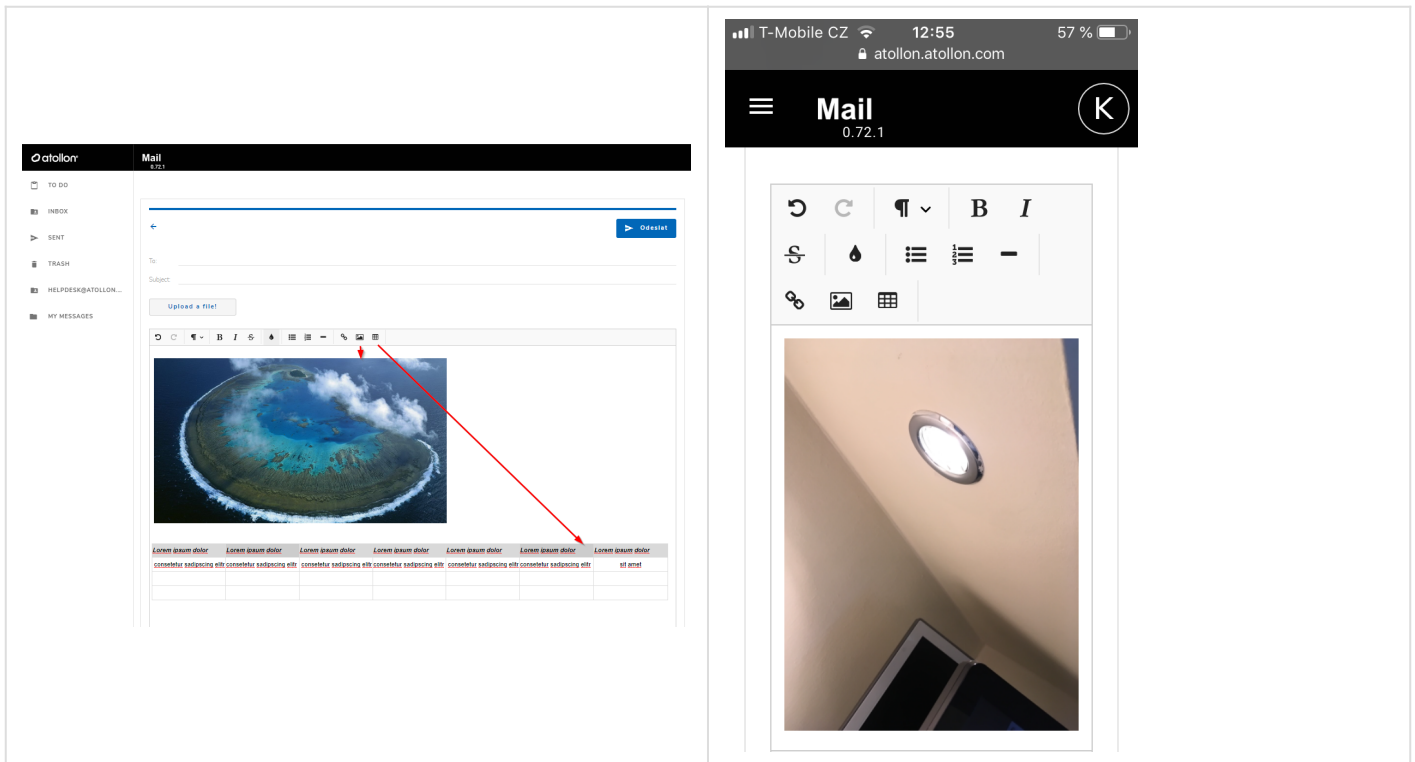 atollon
Mail
0.72.1
TO DO
INBOX
SENT
TRASH
HELPDESK@ATOLLON...
MY MESSAGES
Odeslat
To:
Subject:
Upload a file!
B I S
Lorem ipsum dolor Lorem ipsum dolor Lorem ipsum dolor Lorem ipsum dolor Lorem ipsum dolor Lorem ipsum dolor Lorem ipsum dolor
consetetur sadipscing elitr consetetur sadipscing elitr consetetur sadipscing elitr consetetur sadipscing elitr consetetur sadipscing elitr consetetur sadipscing elitr sit amet
T-Mobile CZ 12:55 57 %
atollon.atollon.com
Mail
0.72.1
K
¶ B I
S